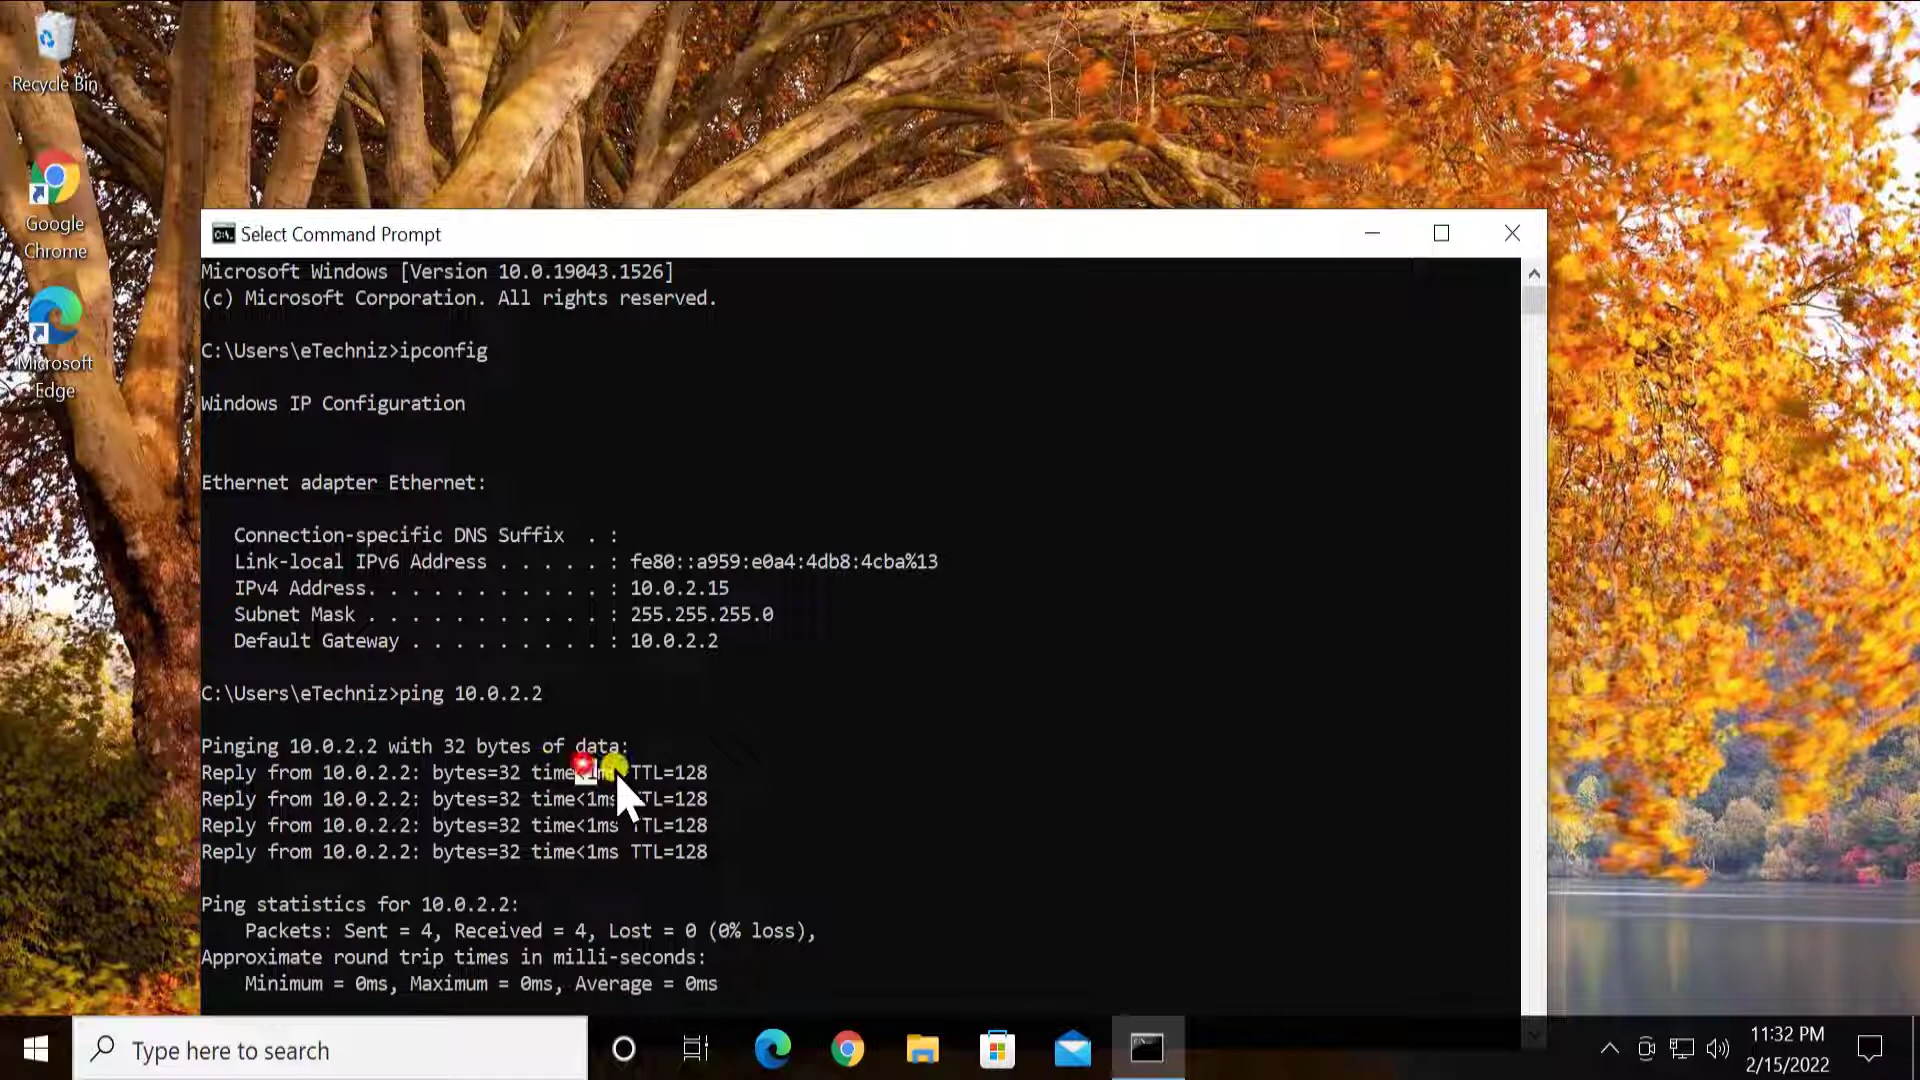 Recycle Bin
Google
Chrome
Microsoft
Edge
Select Command Prompt
Microsoft Windows [Version 10.0.19043.1526]
(c) Microsoft Corporation. All rights reserved.
C:\Users\eTechniz>ipconfig
Windows IP Configuration
Ethernet adapter Ethernet:
Connection-specific DNS Suffix . :
Link-local IPv6 Address . . . . . : fe80::a959:e0a4:4db8:4cba%13
IPv4 Address. . . . . . . . . . . : 10.0.2.15
Subnet Mask . . . . . . . . . . . : 255.255.255.0
Default Gateway . . . . . . . . . : 10.0.2.2
C:\Users\eTechniz>ping 10.0.2.2
Pinging 10.0.2.2 with 32 bytes of data:
Reply from 10.0.2.2: bytes=32 time<1ms TTL=128
Reply from 10.0.2.2: bytes=32 time<1ms TTL=128
Reply from 10.0.2.2: bytes=32 time<1ms TTL=128
Reply from 10.0.2.2: bytes=32 time<1ms TTL=128
Ping statistics for 10.0.2.2:
Packets: Sent = 4, Received = 4, Lost = 0 (0% loss),
Approximate round trip times in milli-seconds:
Minimum = 0ms, Maximum = 0ms, Average = 0ms
Type here to search
11:32 PM
2/15/2022